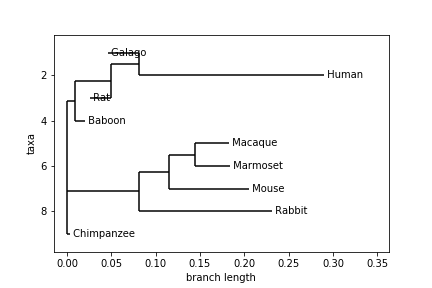 Galago
Human
Rat
Baboon
Macaque
Marmoset
Mouse
Rabbit
Chimpanzee
taxa
2
4
6
8
0.00 0.05 0.10 0.15 0.20 0.25 0.30 0.35
branch length